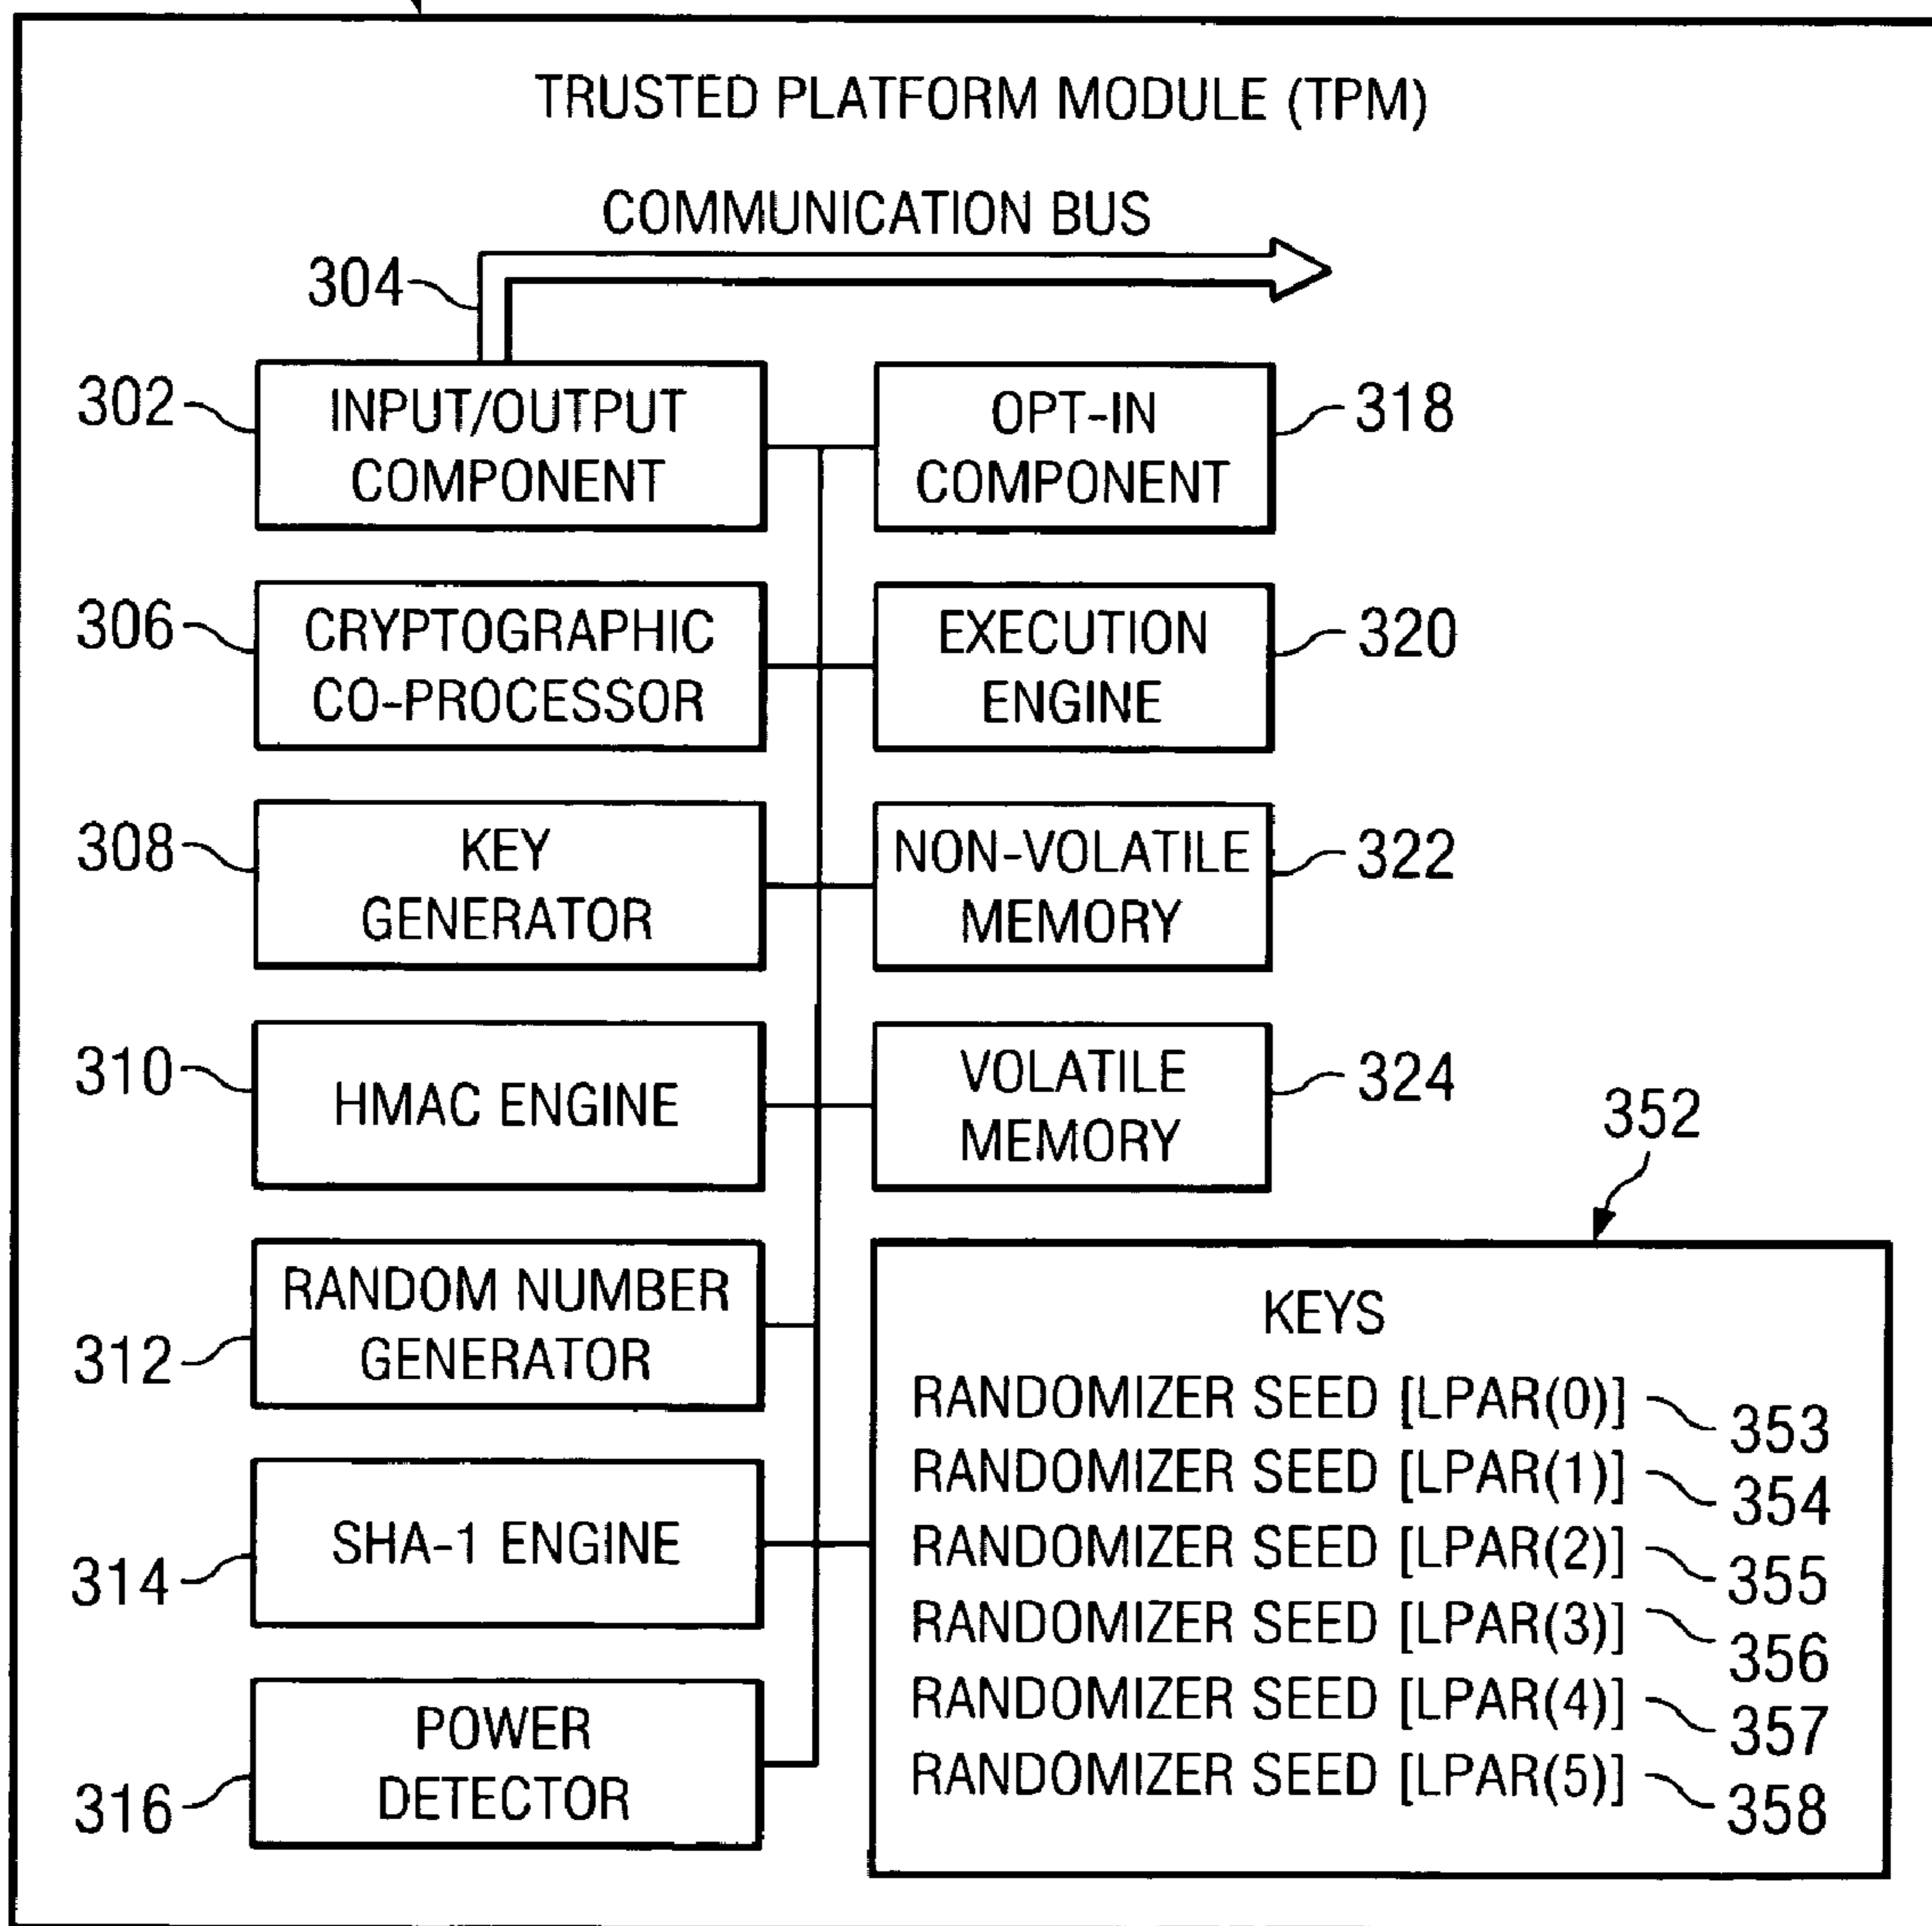 TRUSTED PLATFORM MODULE (TPM)
COMMUNICATION BUS
304
302
INPUT/OUTPUT
COMPONENT
OPT-IN
COMPONENT
318
306
CRYPTOGRAPHIC
CO-PROCESSOR
EXECUTION
ENGINE
320
308
KEY
GENERATOR
NON-VOLATILE
MEMORY
322
310
HMAC ENGINE
VOLATILE
MEMORY
324
352
312
RANDOM NUMBER
GENERATOR
314
SHA-1 ENGINE
316
POWER
DETECTOR
KEYS
RANDOMIZER SEED [LPAR(0)] 353
RANDOMIZER SEED [LPAR(1)] 354
RANDOMIZER SEED [LPAR(2)] 355
RANDOMIZER SEED [LPAR(3)] 356
RANDOMIZER SEED [LPAR(4)] 357
RANDOMIZER SEED [LPAR(5)] 358